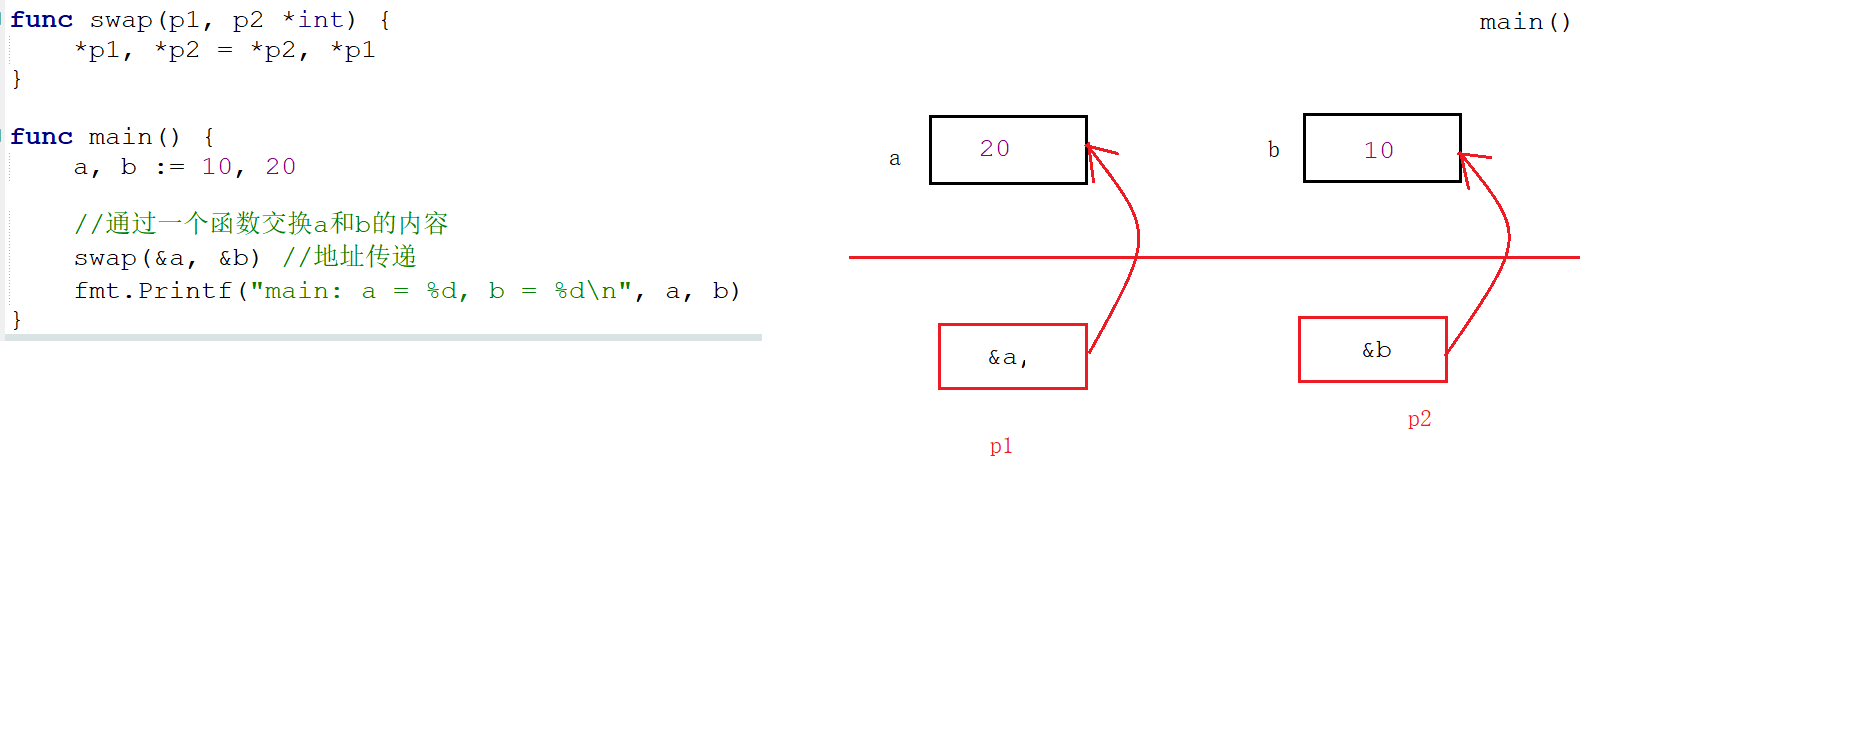 func swap(p1, p2 *int) {
    *p1, *p2 = *p2, *p1
}
func main() {
    a, b := 10, 20
    //通过一个函数交换a和b的内容
    swap(&a, &b) //地址传递
    fmt.Printf("main: a = %d, b = %d\n", a, b)
}
main()
a
20
b
10
&a,
&b
p1
p2